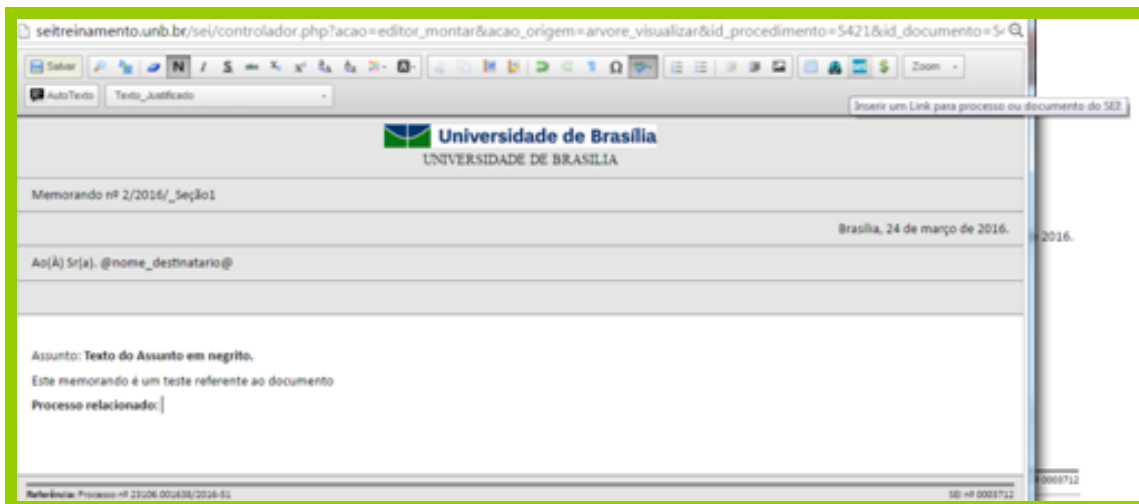 seitreinamento.unb.br/sei/controlador.php?acao=editor_montar&acao_origem=arvore_visualizar&id_procedimento=5421&id_documento=5
Salvar N I S abc Zoom
AutoTexto Texto_Justificado
Inserir um Link para processo ou documento do SEI!
Universidade de Brasília
UNIVERSIDADE DE BRASILIA
Memorando nº 2/2016/_Seção1
Brasília, 24 de março de 2016.
2016.
Ao(À) Sr(a). @nome_destinatario@
Assunto: Texto do Assunto em negrito.
Este memorando é um teste referente ao documento
Processo relacionado:
0003712
Referência: Processo nº 23106.001638/2016-51
SEI nº 0003712